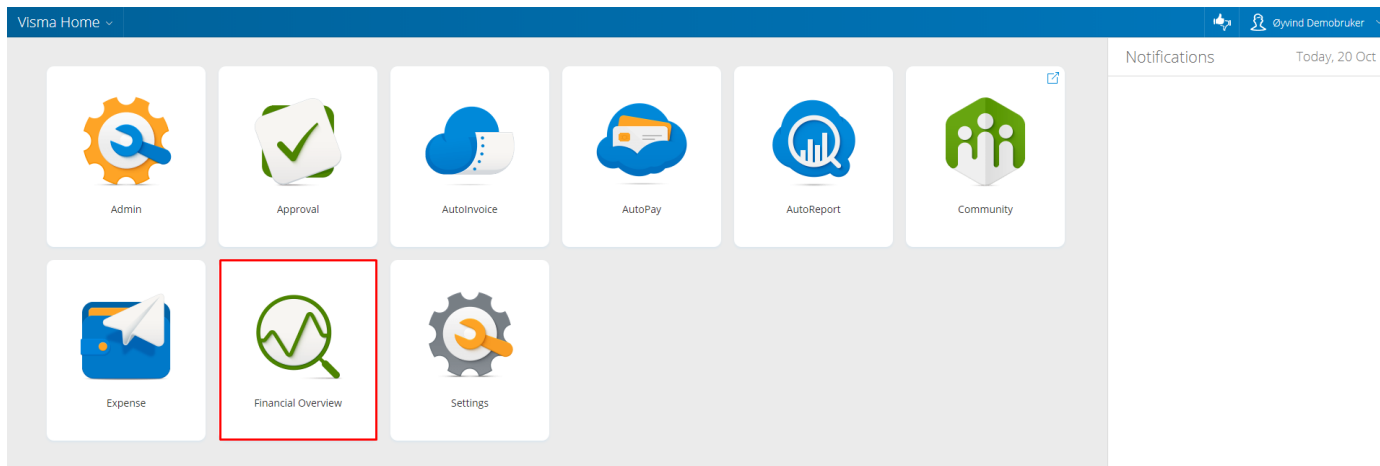 Visma Home
Øyvind Demobruker
Notifications
Today, 20 Oct
Admin
Approval
AutoInvoice
AutoPay
AutoReport
Community
Expense
Financial Overview
Settings